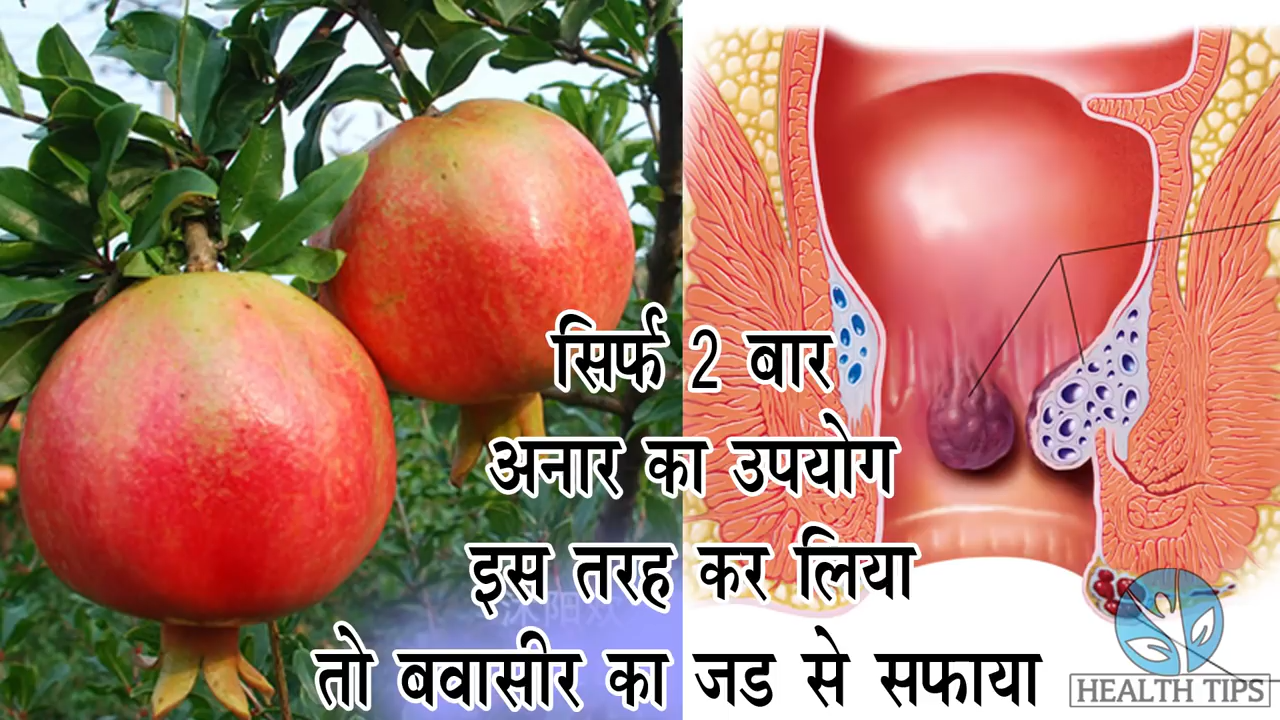 सिर्फ 2 बार
अनार का उपयोग
इस तरह कर लिया
तो बवासीर का जड से सफाया
HEALTH TIPS